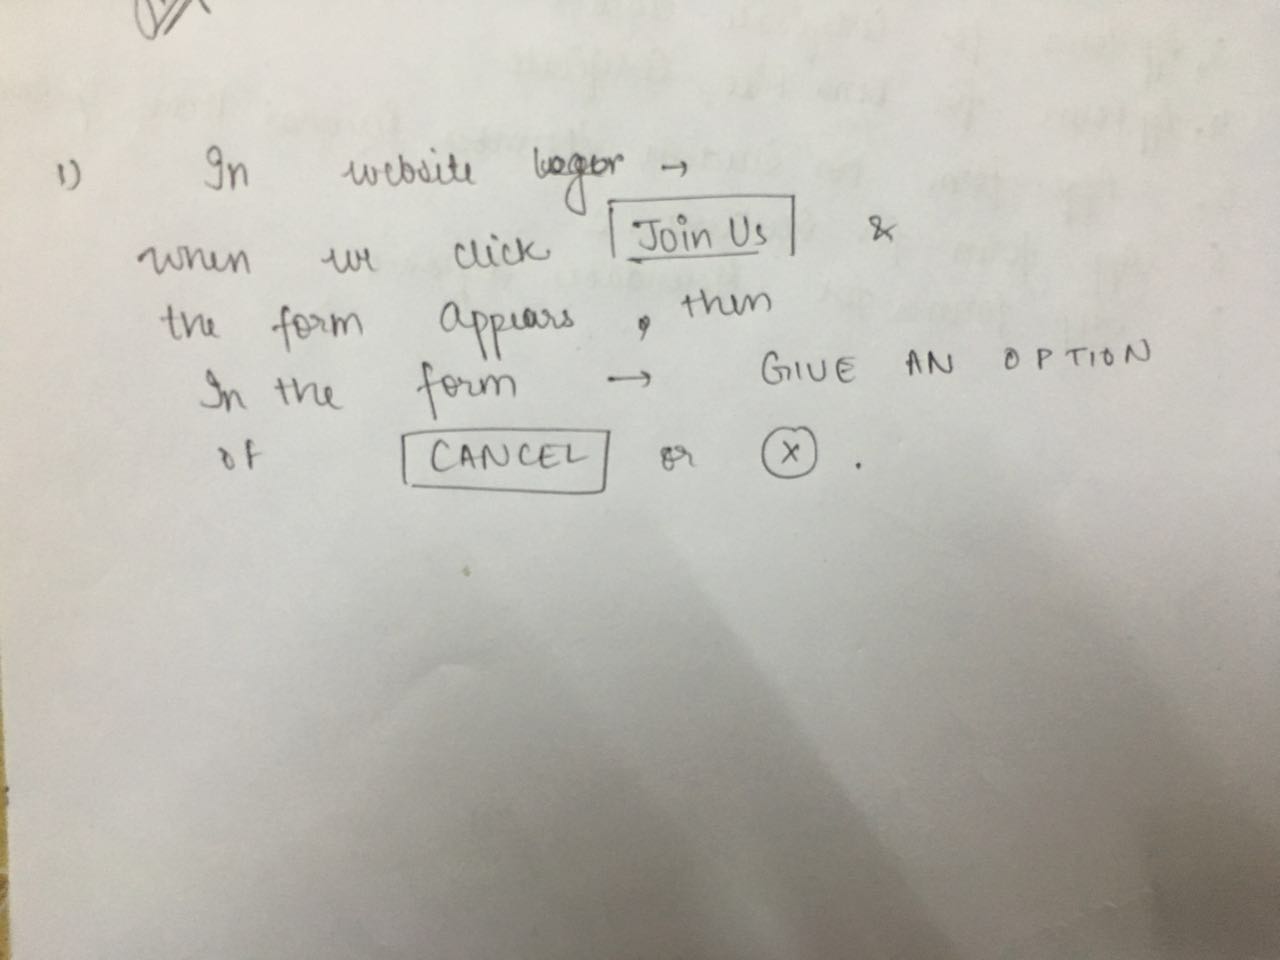 1) In website →
when we click Join Us &
the form appears, then
In the form → GIVE AN OPTION
of CANCEL or X .